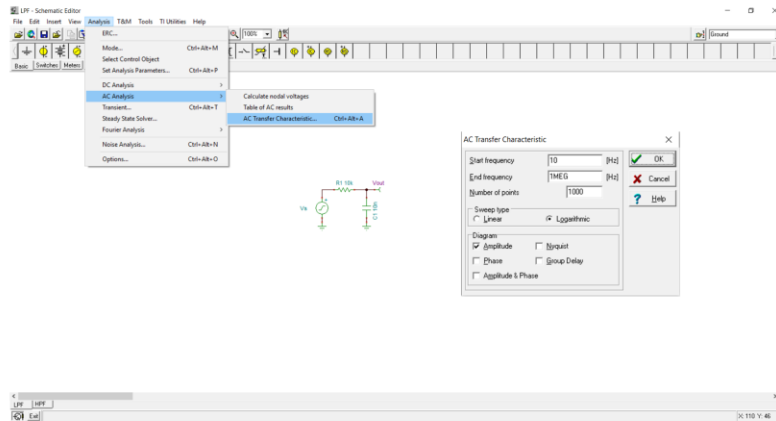 LPF - Schematic Editor
File Edit Insert View Analysis T&M Tools TI Utilities Help
100%
Ground
Basic Switches Meters
ERC...
Mode... Ctrl+Alt+M
Select Control Object
Set Analysis Parameters... Ctrl+Alt+P
DC Analysis
AC Analysis
Transient... Ctrl+Alt+T
Steady State Solver...
Fourier Analysis
Noise Analysis... Ctrl+Alt+N
Options... Ctrl+Alt+O
Calculate nodal voltages
Table of AC results
AC Transfer Characteristic... Ctrl+Alt+A
R1 10k Vout
Vs
C1 10n
AC Transfer Characteristic
Start frequency 10 [Hz] OK
End frequency 1MEG [Hz] Cancel
Number of points 1000 Help
Sweep type
Linear Logarithmic
Diagram
Amplitude Nyquist
Phase Group Delay
Amplitude & Phase
LPF HPF
Exit X: 110 Y: 46